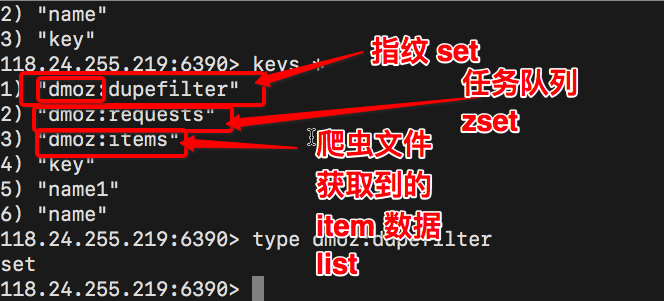 2) "name"
3) "key"
118.24.255.219:6390> keys *
1) "dmoz:dupefilter"
2) "dmoz:requests"
3) "dmoz:items"
4) "key"
5) "name1"
6) "name"
118.24.255.219:6390> type dmoz:dupefilter
set
118.24.255.219:6390>
指纹 set
任务队列
zset
爬虫文件
获取到的
item 数据
list